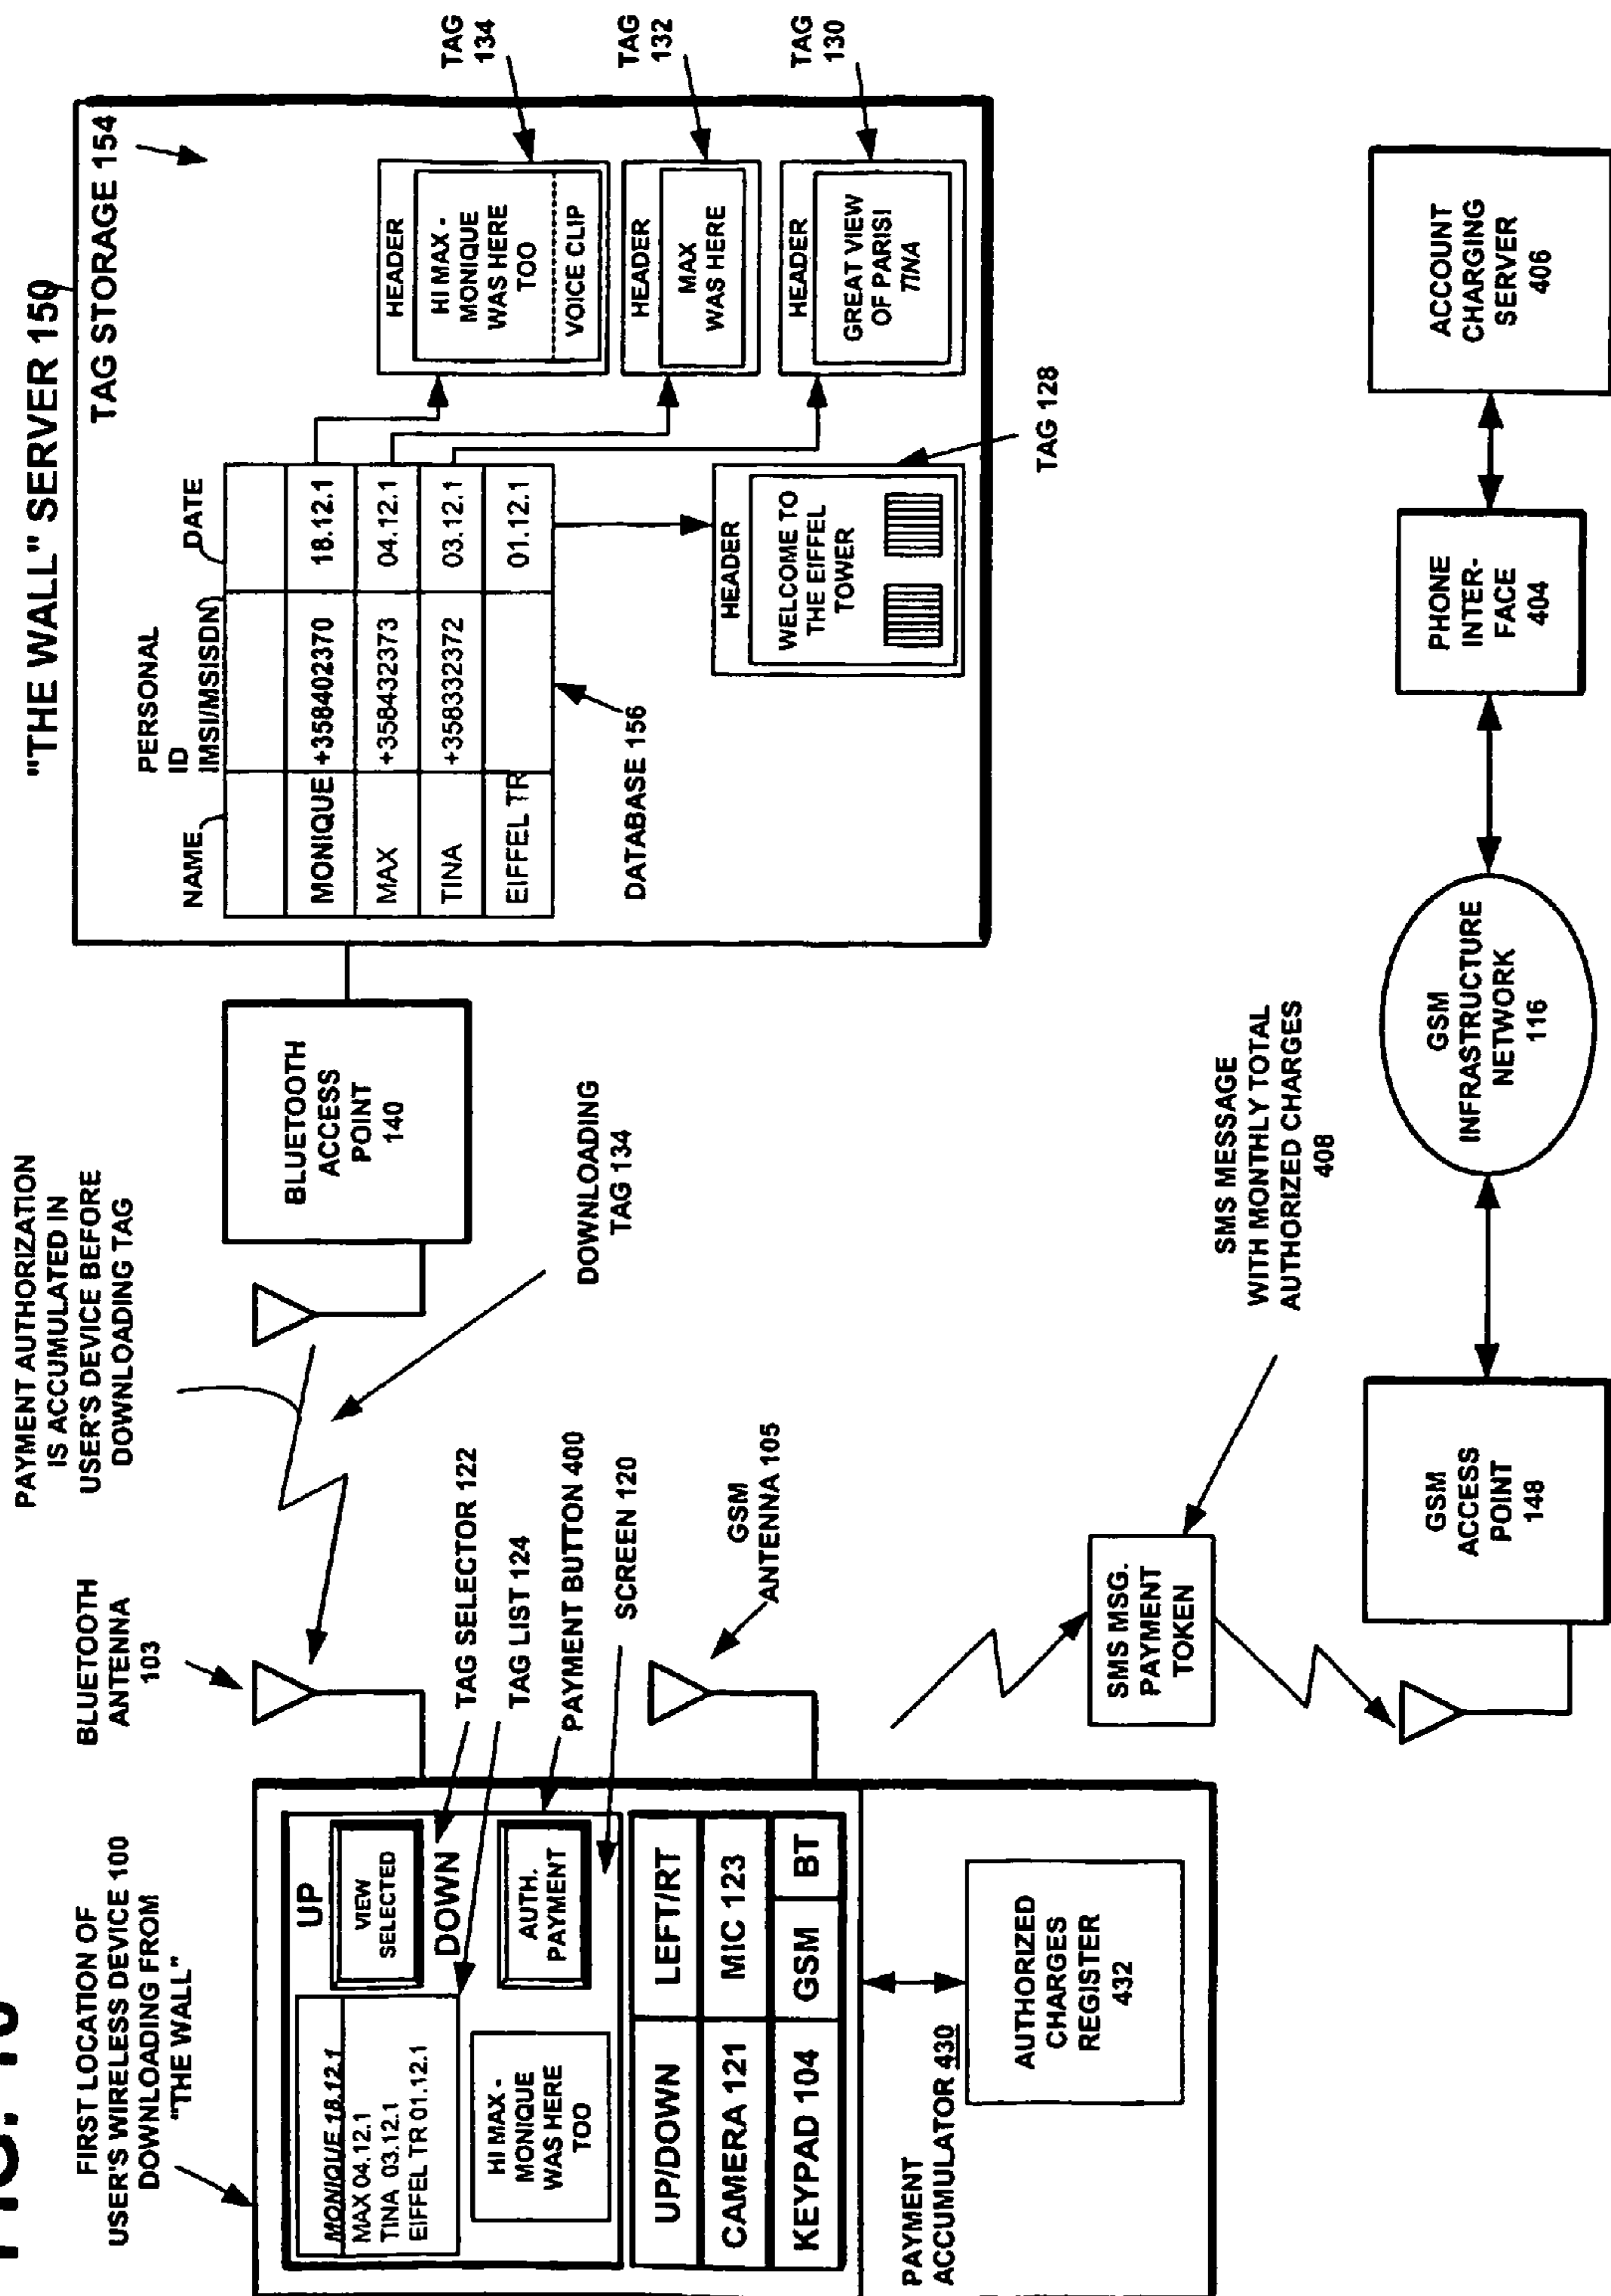 FIRST LOCATION OF
USER'S WIRELESS DEVICE 100
DOWNLOADING FROM
"THE WALL"
MONIQUE 18.12.1
MAX 04.12.1
TINA 03.12.1
EIFFEL TR 01.12.1
UP
VIEW
SELECTED
DOWN
HI MAX -
MONIQUE
WAS HERE
TOO
AUTH.
PAYMENT
UP/DOWN
LEFT/RT
CAMERA 121
MIC 123
KEYPAD 104
GSM
BT
PAYMENT
ACCUMULATOR 430
AUTHORIZED
CHARGES
REGISTER
432
BLUETOOTH
ANTENNA
103
TAG SELECTOR 122
TAG LIST 124
PAYMENT BUTTON 400
SCREEN 120
GSM
ANTENNA 105
PAYMENT AUTHORIZATION
IS ACCUMULATED IN
USER'S DEVICE BEFORE
DOWNLOADING TAG
DOWNLOADING
TAG 134
BLUETOOTH
ACCESS
POINT
140
"THE WALL" SERVER 150
TAG STORAGE 154
NAME
PERSONAL
ID
IMSI/MSISDN
DATE
MONIQUE +358402370 18.12.1
MAX +358432373 04.12.1
TINA +358332372 03.12.1
EIFFEL TR 01.12.1
DATABASE 156
HEADER
HI MAX -
MONIQUE
WAS HERE
TOO
VOICE CLIP
TAG
134
HEADER
MAX
WAS HERE
TAG
132
HEADER
GREAT VIEW
OF PARIS!
TINA
TAG
130
HEADER
WELCOME TO
THE EIFFEL
TOWER
TAG 128
SMS MSG.
PAYMENT
TOKEN
SMS MESSAGE
WITH MONTHLY TOTAL
AUTHORIZED CHARGES
408
GSM
ACCESS
POINT
148
GSM
INFRASTRUCTURE
NETWORK
116
PHONE
INTER-
FACE
404
ACCOUNT
CHARGING
SERVER
406